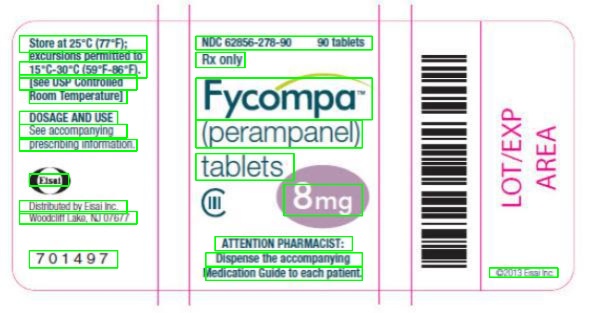 Store at 25°C (77°F);
excursions permitted to
15°C-30°C (59°F-86°F).
[see USP Controlled
Room Temperature]
DOSAGE AND USE
See accompanying
prescribing information.
Eisai
Distributed by Eisai Inc.
Woodcliff Lake, NJ 07677
701497
NDC 62856-278-90 90 tablets
Rx only
Fycompa™
(perampanel)
tablets
CIII
8mg
ATTENTION PHARMACIST:
Dispense the accompanying
Medication Guide to each patient.
LOT/EXP
AREA
©2013 Eisai Inc.